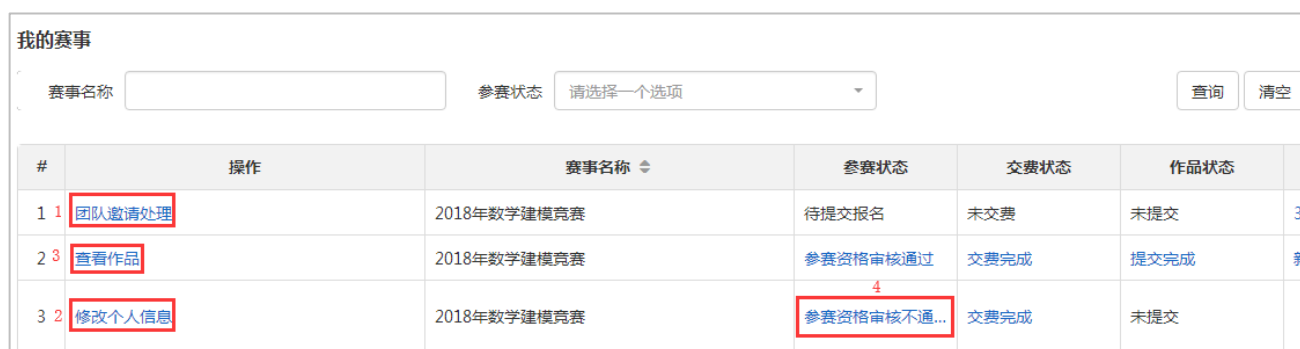 我的赛事
赛事名称 参赛状态 请选择一个选项 查询 清空
# 操作 赛事名称 参赛状态 交费状态 作品状态
1 1 团队邀请处理 2018年数学建模竞赛 待提交报名 未交费 未提交
2 3 查看作品 2018年数学建模竞赛 参赛资格审核通过 交费完成 提交完成
4
3 2 修改个人信息 2018年数学建模竞赛 参赛资格审核不通... 交费完成 未提交